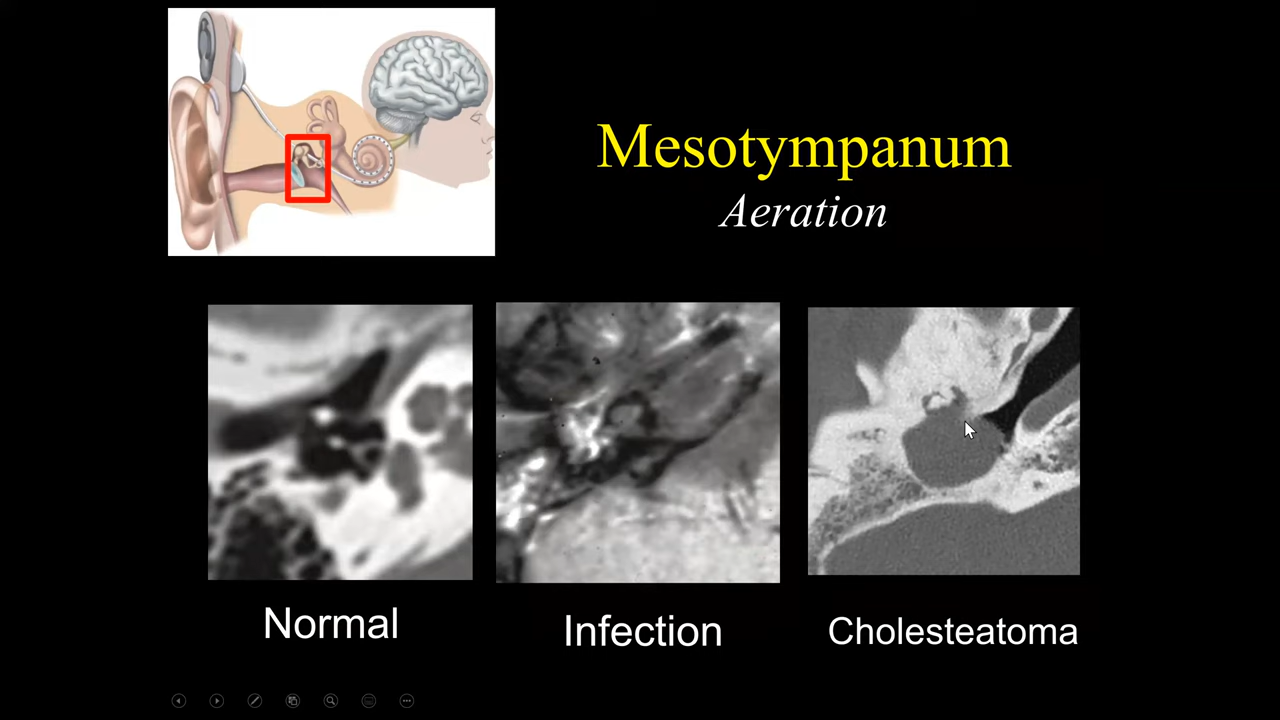 Mesotympanum
Aeration
Normal
Infection
Cholesteatoma